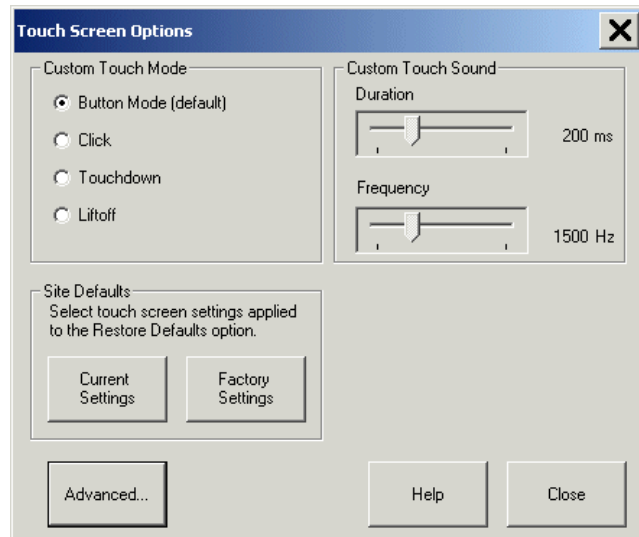 Touch Screen Options
Custom Touch Mode
Button Mode (default)
Click
Touchdown
Liftoff
Custom Touch Sound
Duration
200 ms
Frequency
1500 Hz
Site Defaults
Select touch screen settings applied
to the Restore Defaults option.
Current
Settings
Factory
Settings
Advanced...
Help
Close